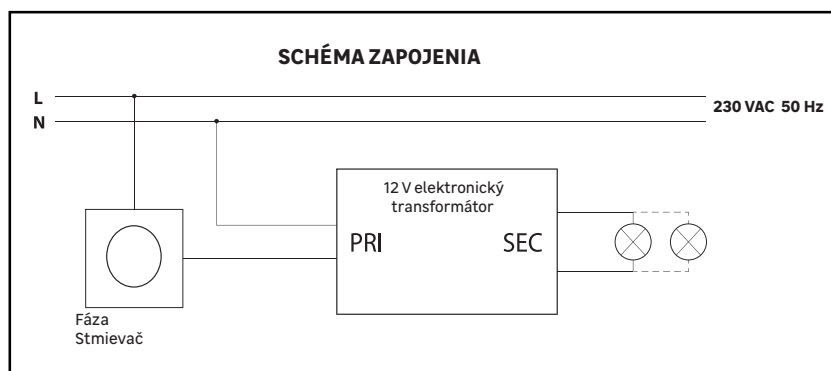 SCHÉMA ZAPOJENIA
L
N
230 VAC 50 Hz
12 V elektronický
transformátor
PRI
SEC
Fáza
Stmievač